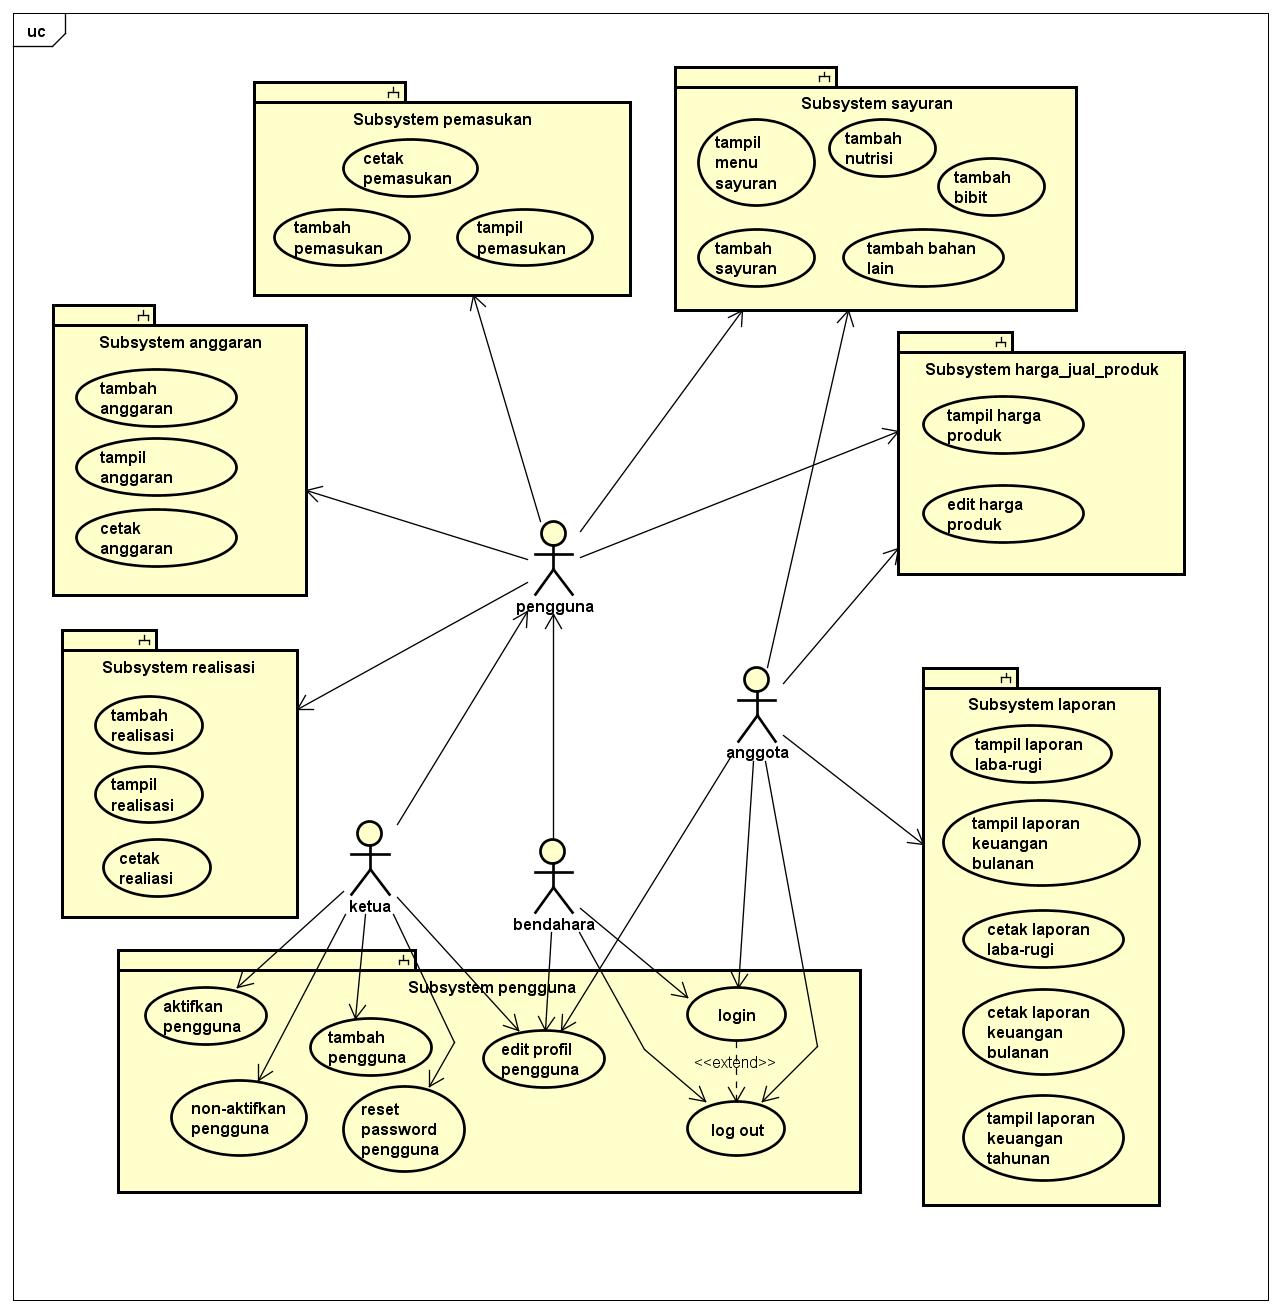 uc
Subsystem pemasukan
cetak
pemasukan
tambah
pemasukan
tampil
pemasukan
Subsystem sayuran
tampil
menu
sayuran
tambah
nutrisi
tambah
bibit
tambah
sayuran
tambah bahan
lain
Subsystem anggaran
tambah
anggaran
tampil
anggaran
cetak
anggaran
Subsystem harga_jual_produk
tampil harga
produk
edit harga
produk
pengguna
Subsystem realisasi
tambah
realisasi
tampil
realisasi
cetak
realiasi
anggota
Subsystem laporan
tampil laporan
laba-rugi
tampil laporan
keuangan
bulanan
cetak laporan
laba-rugi
cetak laporan
keuangan
bulanan
tampil laporan
keuangan
tahunan
ketua
bendahara
Subsystem pengguna
aktifkan
pengguna
tambah
pengguna
edit profil
pengguna
login
<<extend>>
non-aktifkan
pengguna
reset
password
pengguna
log out